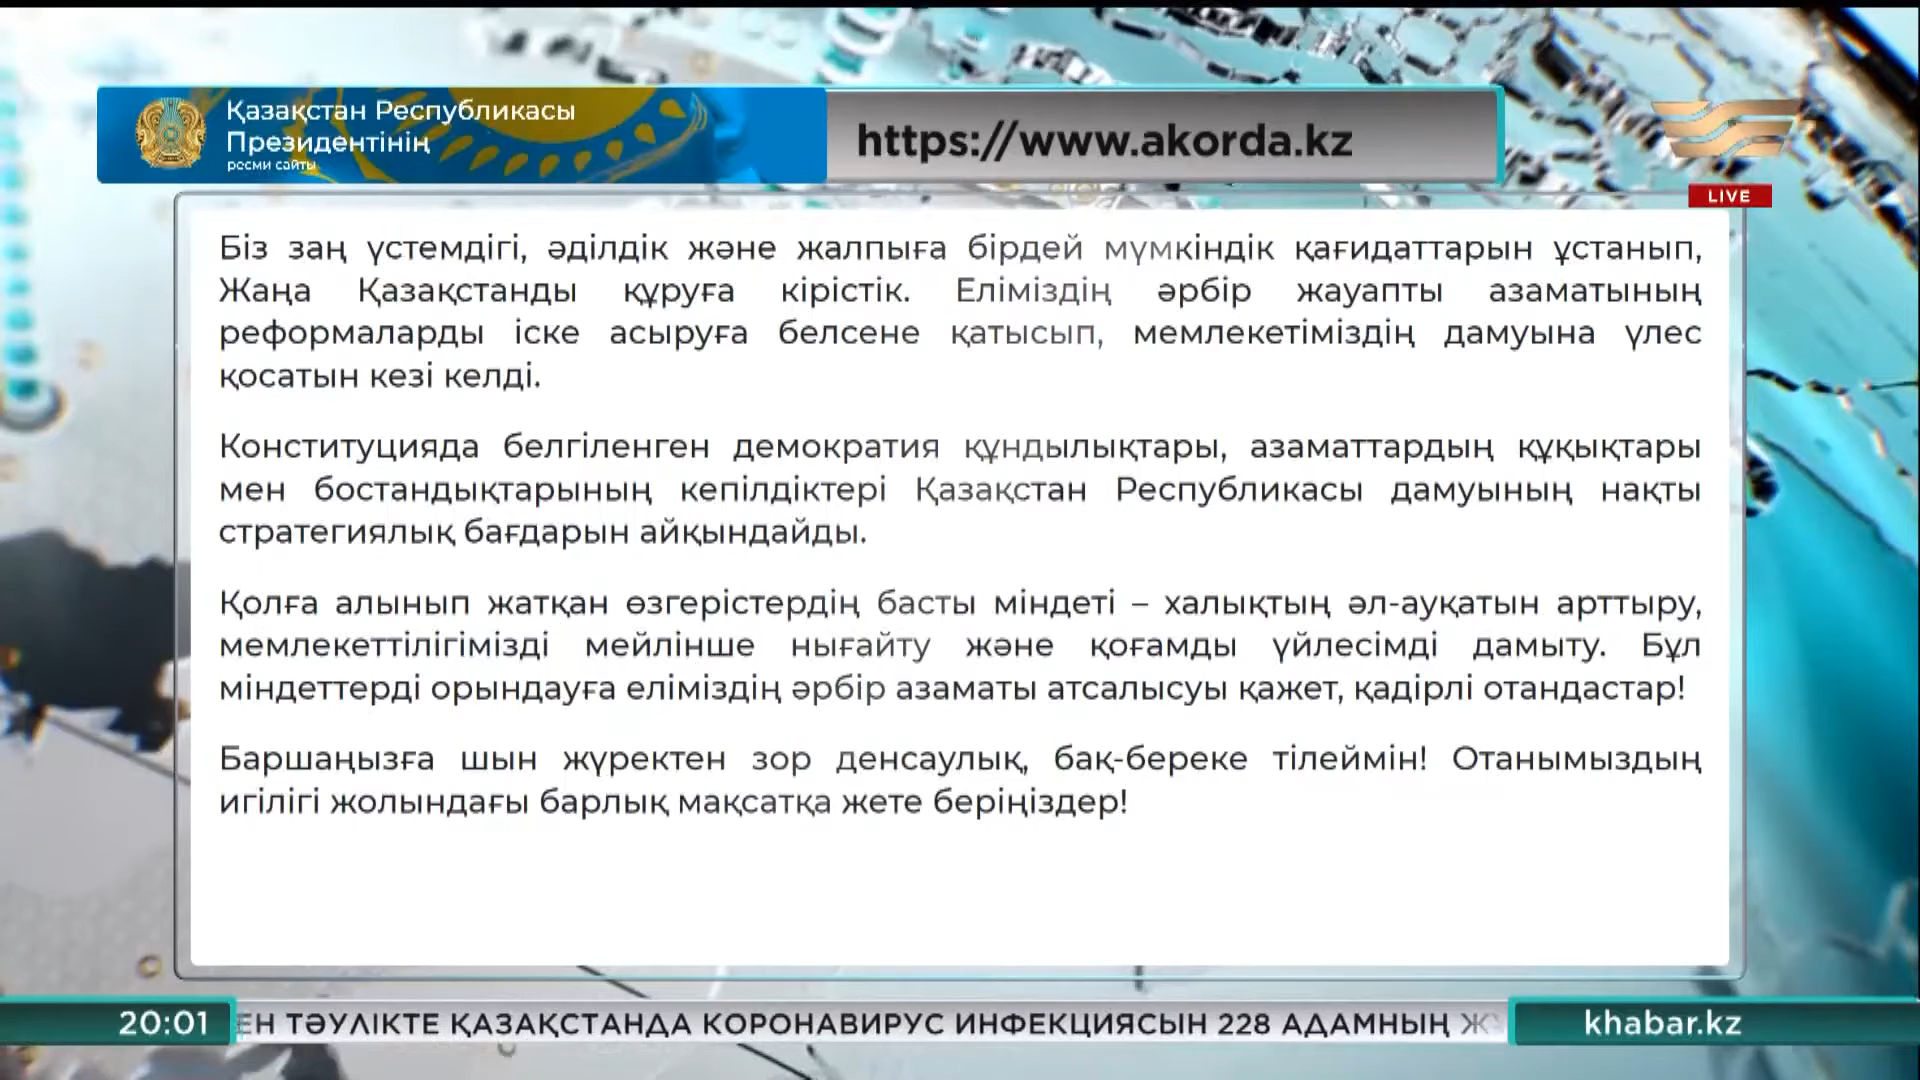 Қазақстан Республикасы
Президентінің
ресми сайты
https://www.akorda.kz
LIVE
Біз заң үстемдігі, әділдік және жалпыға бірдей мүмкіндік қағидаттарын ұстанып,
Жаңа Қазақстанды құруға кірістік. Еліміздің әрбір жауапты азаматының
реформаларды іске асыруға белсене қатысып, мемлекетіміздің дамуына үлес
қосатын кезі келді.
Конституцияда белгіленген демократия құндылықтары, азаматтардың құқықтары
мен бостандықтарының кепілдіктері Қазақстан Республикасы дамуының нақты
стратегиялық бағдарын айқындайды.
Қолға алынып жатқан өзгерістердің басты міндеті – халықтың әл-ауқатын арттыру,
мемлекеттілігімізді мейлінше нығайту және қоғамды үйлесімді дамыту. Бұл
міндеттерді орындауға еліміздің әрбір азаматы атсалысуы қажет, қадірлі отандастар!
Баршаңызға шын жүректен зор денсаулық, бақ-береке тілеймін! Отанымыздың
игілігі жолындағы барлық мақсатқа жете беріңіздер!
20:01
ТӘУЛІКТЕ ҚАЗАҚСТАНДА КОРОНАВИРУС ИНФЕКЦИЯСЫН 228 АДАМНЫҢ
khabar.kz